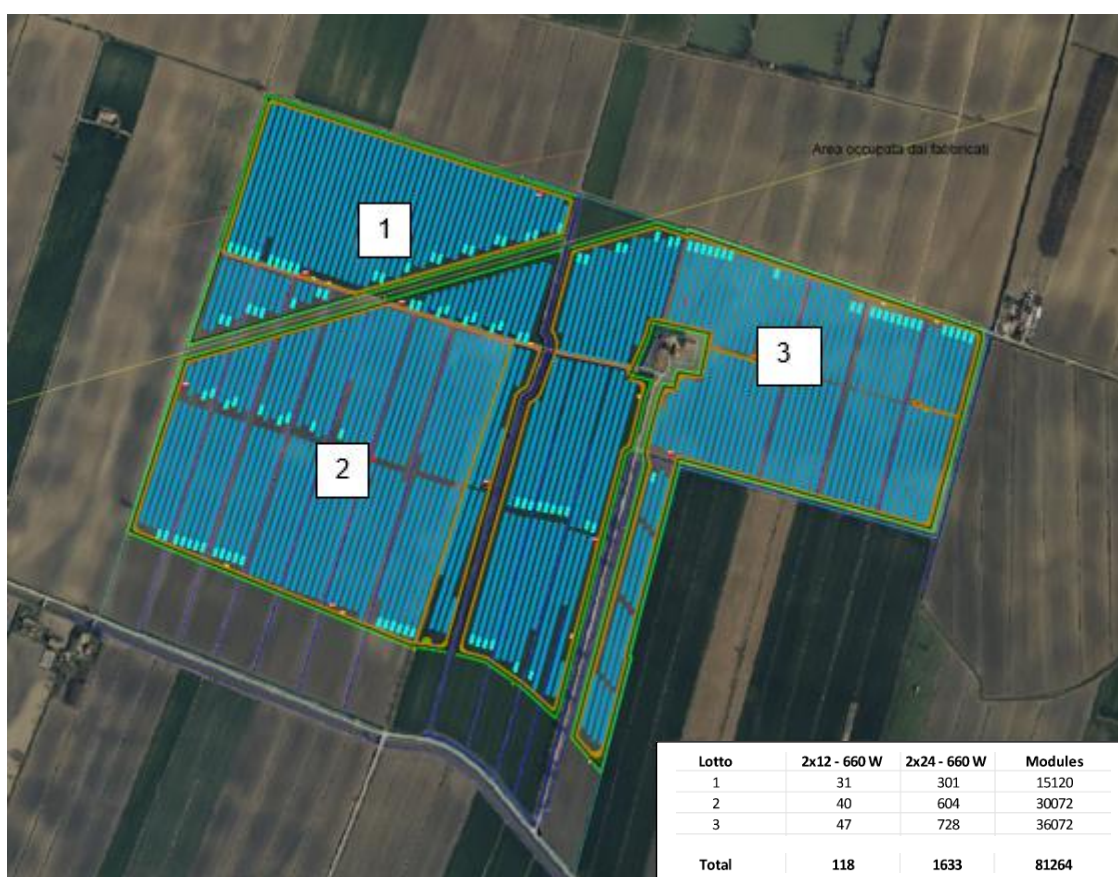 Area occupata dai fabbricati
1
3
2
Lotto 2x12 - 660 W 2x24 - 660 W Modules
1 31 301 15120
2 40 604 30072
3 47 728 36072
Total 118 1633 81264